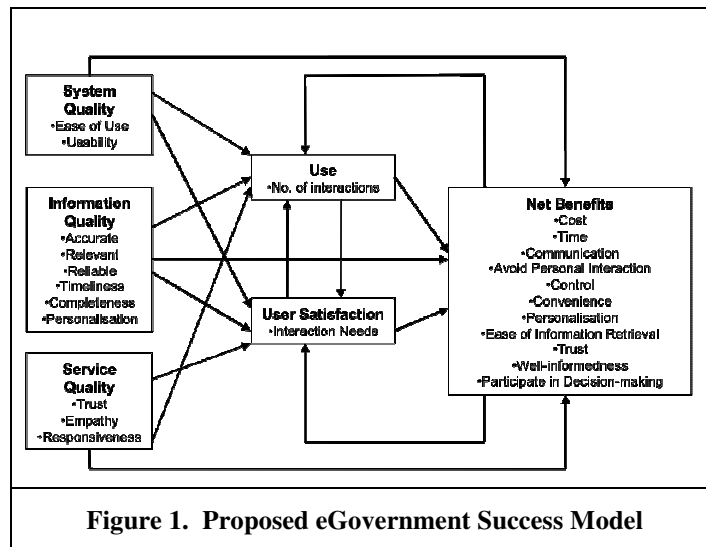 System
Quality
•Ease of Use
•Usability
Information
Quality
•Accurate
•Relevant
•Reliable
•Timeliness
•Completeness
•Personalisation
Service
Quality
•Trust
•Empathy
•Responsiveness
Use
•No. of interactions
User Satisfaction
•Interaction Needs
Net Benefits
•Cost
•Time
•Communication
•Avoid Personal Interaction
•Control
•Convenience
•Personalisation
•Ease of Information Retrieval
•Trust
•Well-informedness
•Participate in Decision-making
Figure 1. Proposed eGovernment Success Model